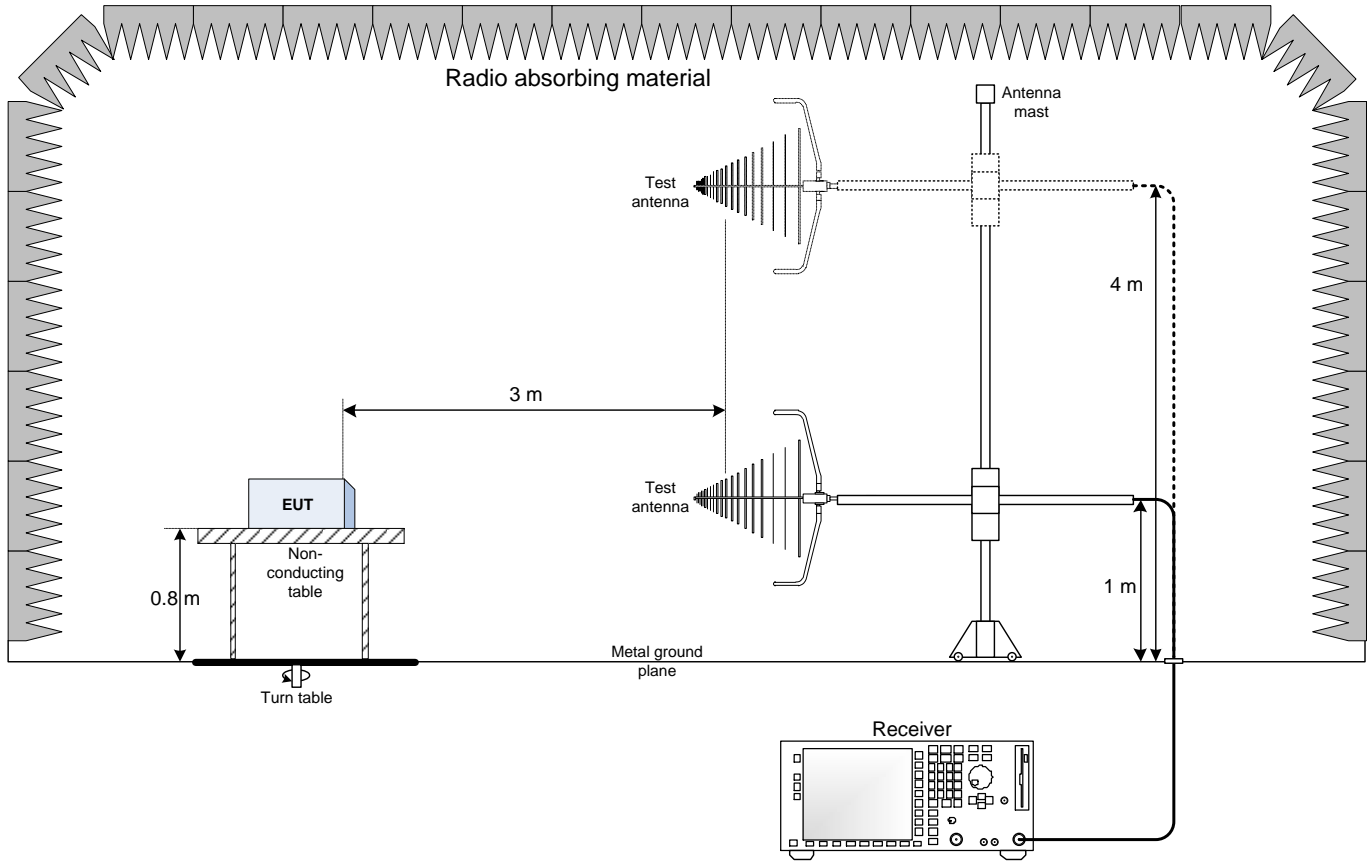 Radio absorbing material
Antenna
mast
Test
antenna
4 m
3 m
Test
antenna
EUT
Non-
conducting
table
0.8 m
1 m
Metal ground
plane
Turn table
Receiver